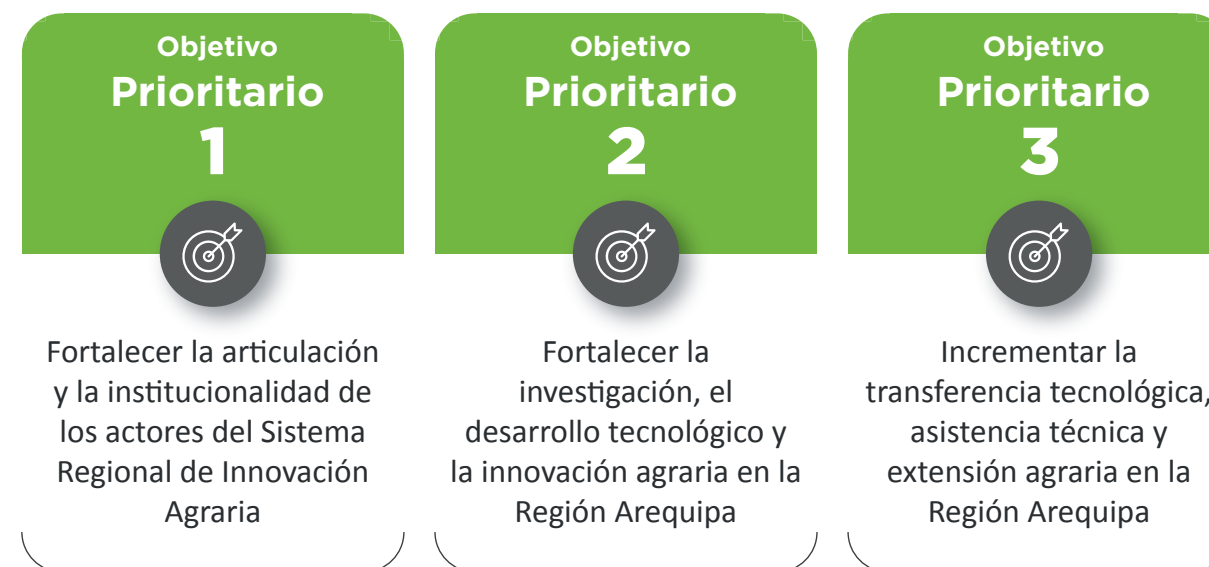 Objetivo
Prioritario
1
Fortalecer la articulación
y la institucionalidad de
los actores del Sistema
Regional de Innovación
Agraria
Objetivo
Prioritario
2
Fortalecer la
investigación, el
desarrollo tecnológico y
la innovación agraria en la
Región Arequipa
Objetivo
Prioritario
3
Incrementar la
transferencia tecnológica,
asistencia técnica y
extensión agraria en la
Región Arequipa